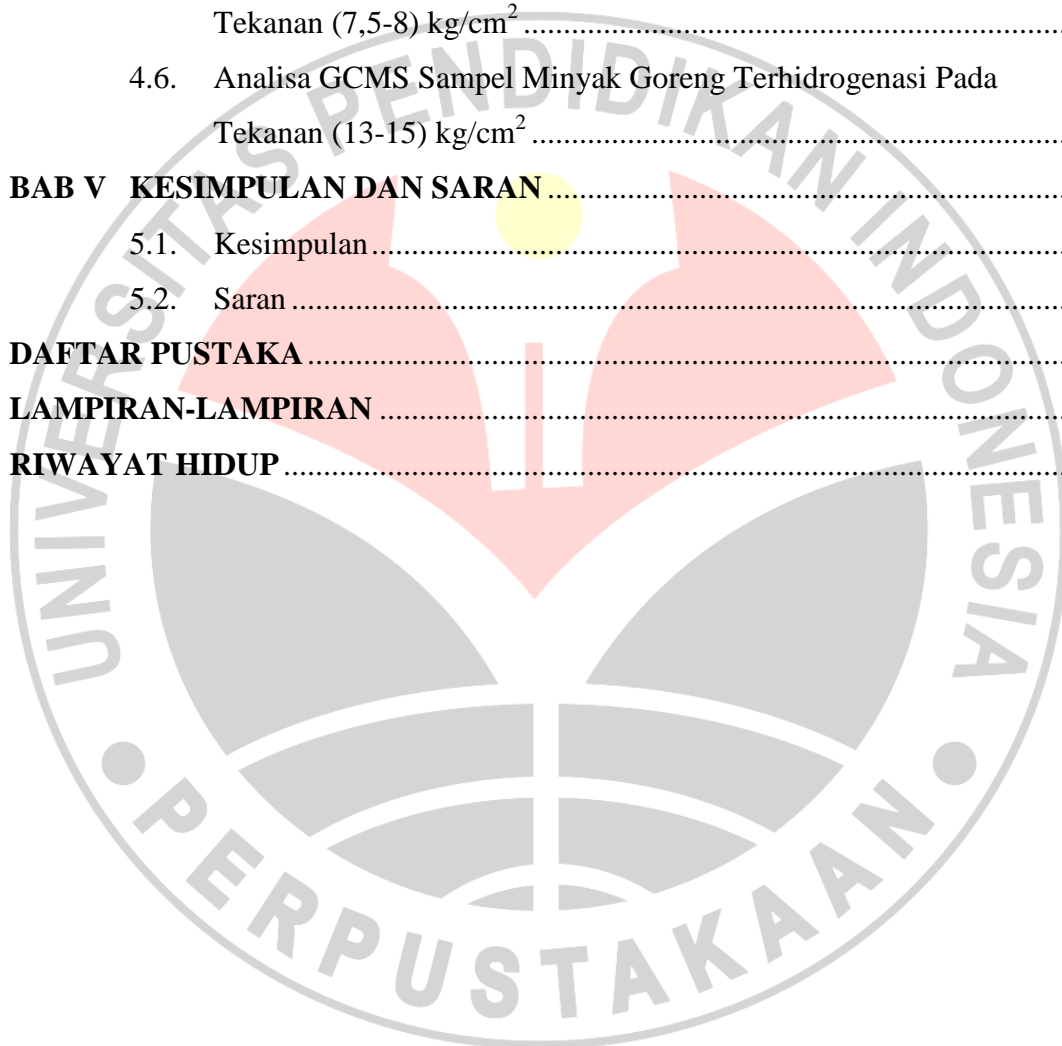 Tekanan (7,5-8) kg/cm²...................................................................
4.6. Analisa GCMS Sampel Minyak Goreng Terhidrogenasi Pada
Tekanan (13-15) kg/cm²..................................................................
BAB V KESIMPULAN DAN SARAN................................................................
5.1. Kesimpulan......................................................................................
5.2. Saran................................................................................................
DAFTAR PUSTAKA..............................................................................................
LAMPIRAN-LAMPIRAN.....................................................................................
RIWAYAT HIDUP.................................................................................................
UNIVERSITAS PENDIDIKAN INDONESIA
PERPUSTAKAAN